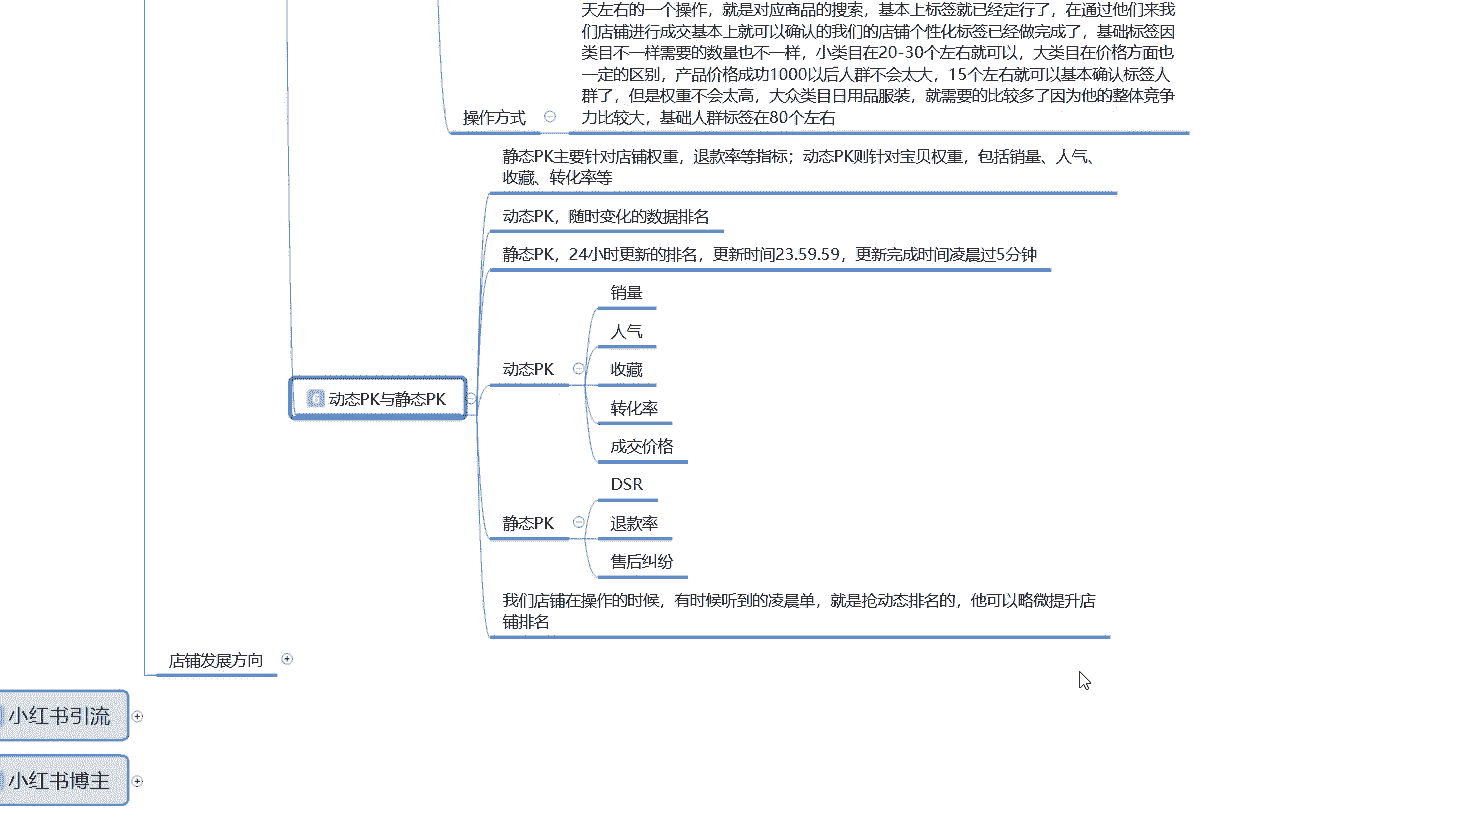 天左右的一个操作，就是对应商品的搜索，基本上标签就已经定行了，在通过他们来我
们店铺进行成交基本上就可以确认的我们的店铺个性化标签已经做完成了，基础标签因
类目不一样需要的数量也不一样，小类目在20-30个左右就可以，大类目在价格方面也
一定的区别，产品价格成功1000以后人群不会太大，15个左右就可以基本确认标签人
群了，但是权重不会太高，大众类目日用品服装，就需要的比较多了因为他的整体竞争
力比较大，基础人群标签在80个左右
操作方式
静态PK主要针对店铺权重，退款率等指标；动态PK则针对宝贝权重，包括销量、人气、
收藏、转化率等
动态PK，随时变化的数据排名
静态PK，24小时更新的排名，更新时间23.59.59，更新完成时间凌晨过5分钟
销量
人气
动态PK
收藏
动态PK与静态PK
转化率
成交价格
DSR
静态PK
退款率
售后纠纷
我们店铺在操作的时候，有时候听到的凌晨单，就是抢动态排名的，他可以略微提升店
铺排名
店铺发展方向
小红书引流
小红书博主